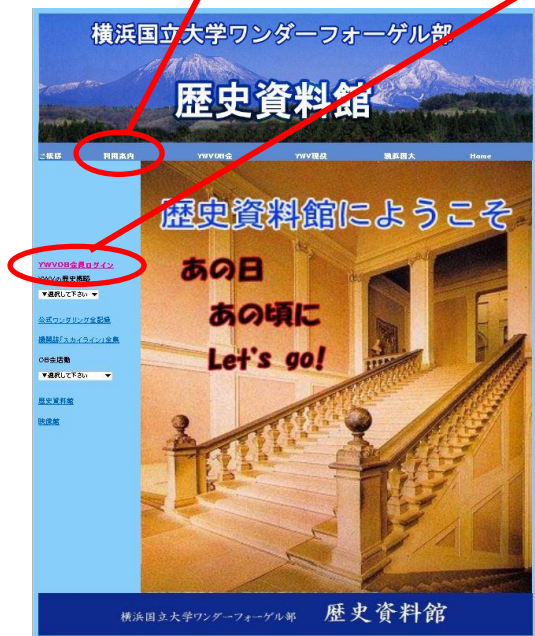 横浜国立大学ワンダーフォーゲル部
歴史資料館
ご挨拶 利用案内 YWVOB会 YWV現役 横浜国大 Home
歴史資料館にようこそ
あの日
あの頃に
Let's go!
YWVOB会員ログイン
YWVの歴史概略
▼選択して下さい
公式ワンダリング全記録
機関誌「スカイライン」全集
OB会活動
▼選択して下さい
歴史資料館
映像館
横浜国立大学ワンダーフォーゲル部 歴史資料館